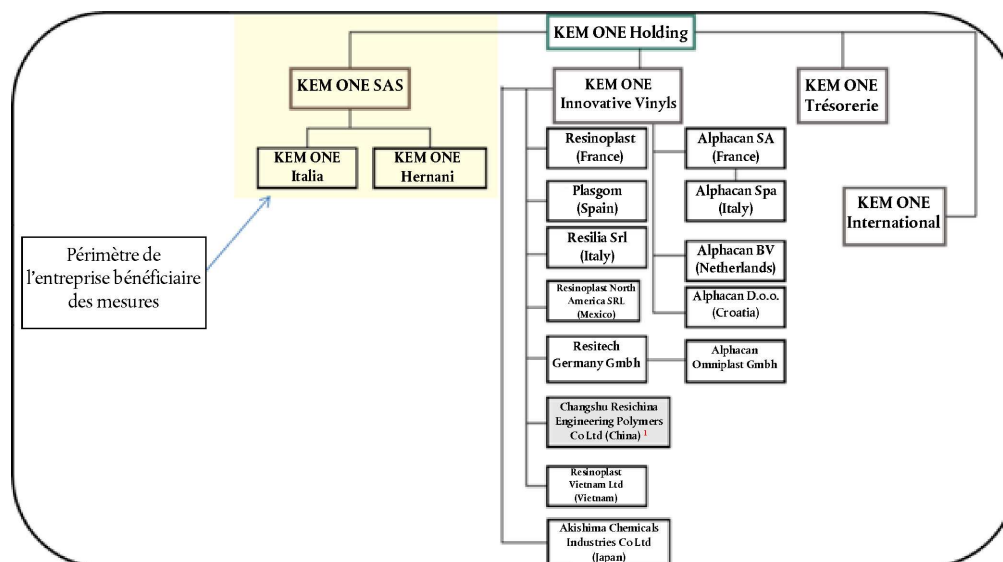 KEM ONE Holding
KEM ONE SAS
KEM ONE
Innovative Vinyls
KEM ONE
Trésorerie
KEM ONE
Italia
KEM ONE
Hernani
Resinoplast
(France)
Alphacan SA
(France)
Plasgom
(Spain)
Alphacan Spa
(Italy)
KEM ONE
International
Périmètre de
l'entreprise bénéficiaire
des mesures
Resilia Srl
(Italy)
Alphacan BV
(Netherlands)
Resinoplast North
America SRL
(Mexico)
Alphacan D.o.o.
(Croatia)
Resitech
Germany Gmbh
Alphacan
Omniplast Gmbh
Changshu Resichina
Engineering Polymers
Co Ltd (China) 1
Resinoplast
Vietnam Ltd
(Vietnam)
Akishima Chemicals
Industries Co Ltd
(Japan)